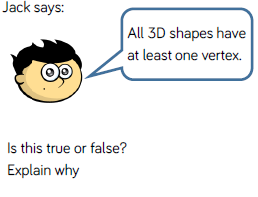 Jack says:
All 3D shapes have
at least one vertex.
Is this true or false?
Explain why